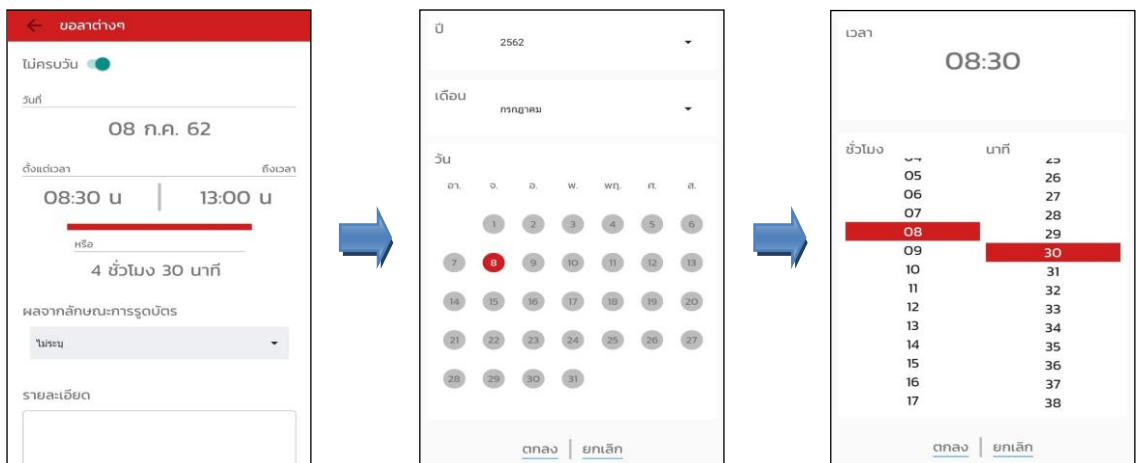 ขอลาต่างๆ
ไม่ครบวัน
วันที่
08 ก.ค. 62
ตั้งแต่เวลา ถึงเวลา
08:30 น 13:00 น
หรือ
4 ชั่วโมง 30 นาที
ผลจากลักษณะการรูดบัตร
ไม่ระบุ
รายละเอียด
ปี
2562
เดือน
กรกฎาคม
วัน
อา. จ. อ. พ. พฤ. ศ. ส.
1 2 3 4 5 6
7 8 9 10 11 12 13
14 15 16 17 18 19 20
21 22 23 24 25 26 27
28 29 30 31
ตกลง | ยกเลิก
เวลา
08:30
ชั่วโมง นาที
04 25
05 26
06 27
07 28
08 29
09 30
10 31
11 32
12 33
13 34
14 35
15 36
16 37
17 38
ตกลง | ยกเลิก